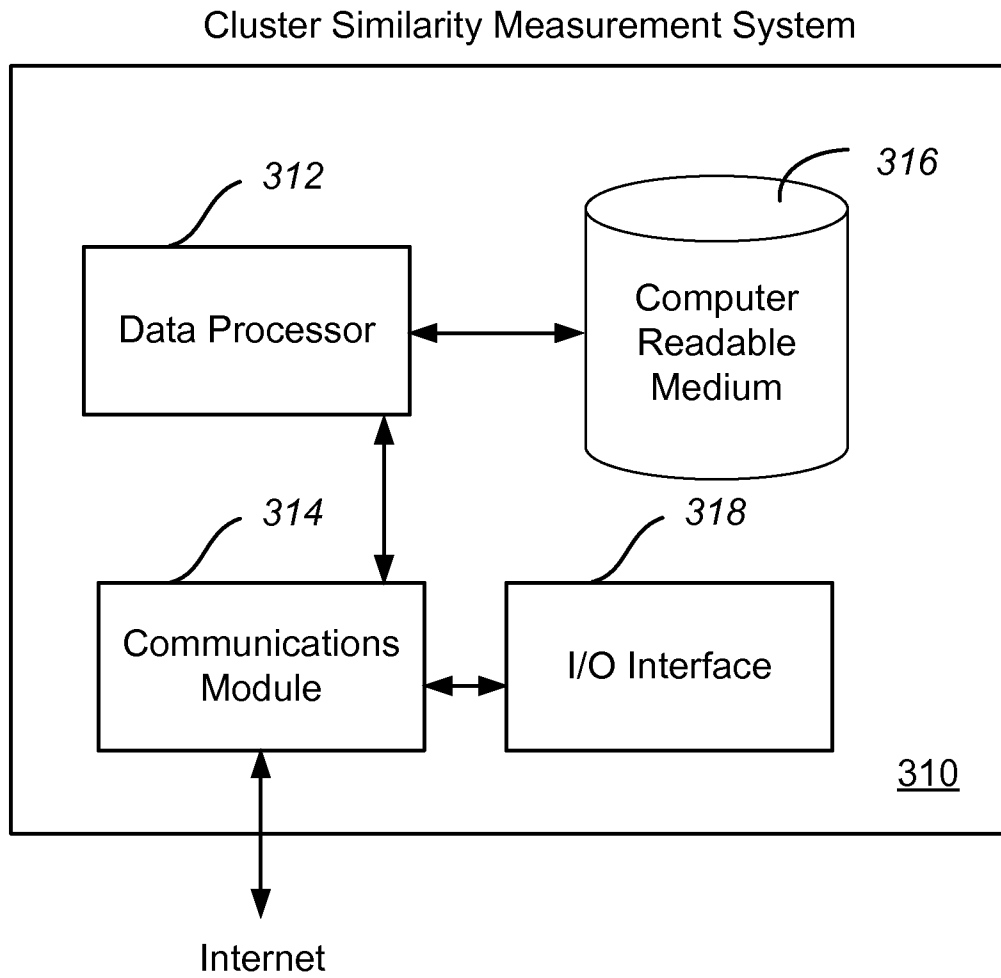 Cluster Similarity Measurement System
312
316
Data Processor
Computer
Readable
Medium
314
318
Communications
Module
I/O Interface
310
Internet